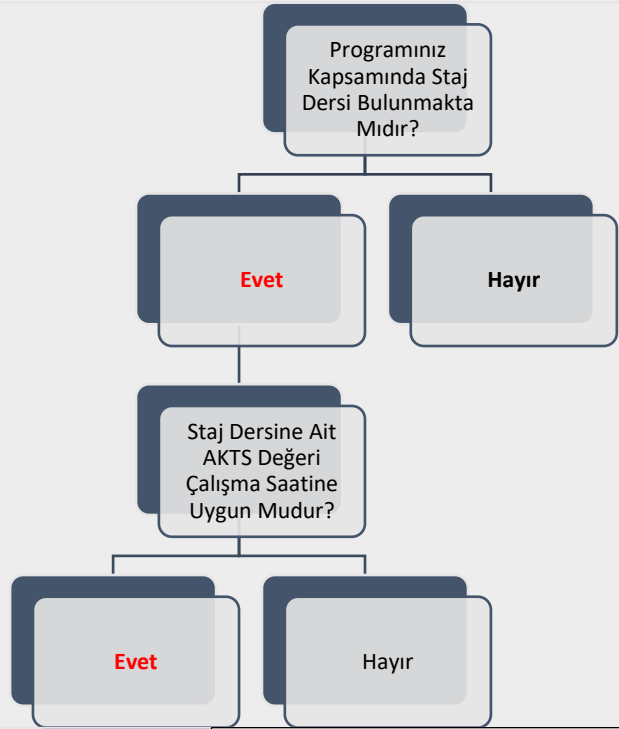 Programınız
Kapsamında Staj
Dersi Bulunmakta
Mıdır?
Evet
Hayır
Staj Dersine Ait
AKTS Değeri
Çalışma Saatine
Uygun Mudur?
Evet
Hayır